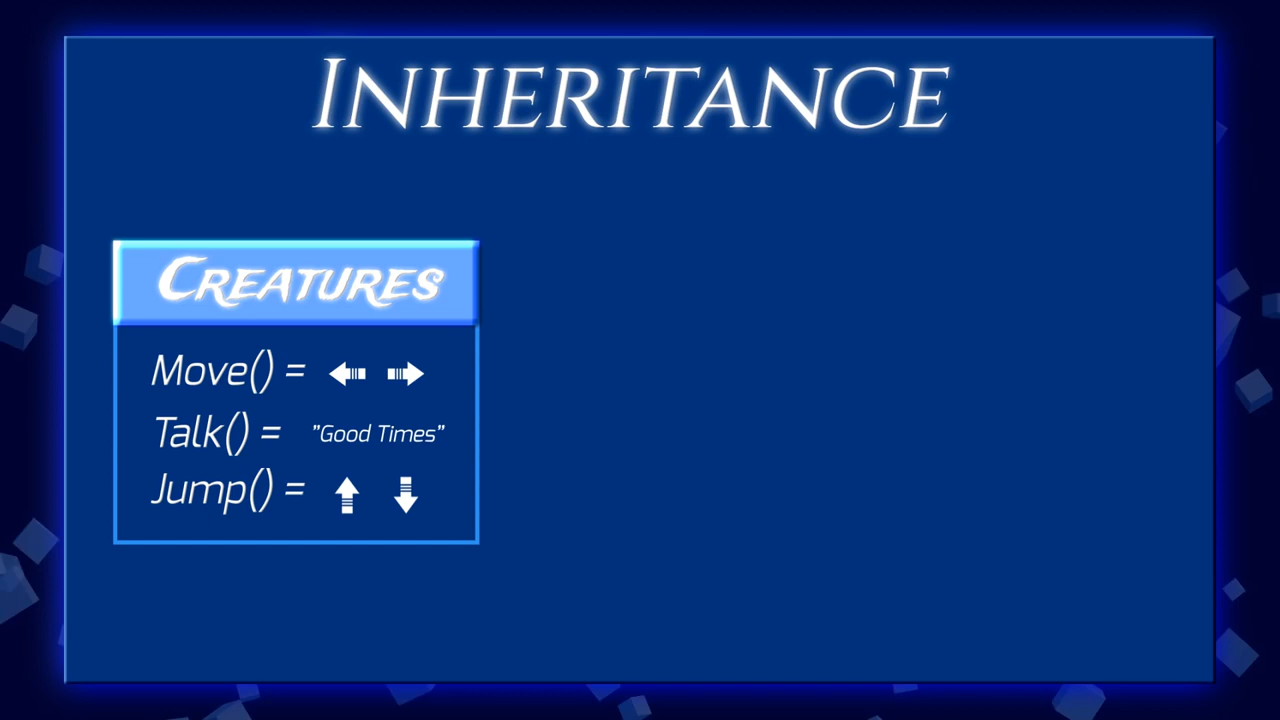 INHERITANCE
CREATURES
Move() =
Talk() = "Good Times"
Jump() =